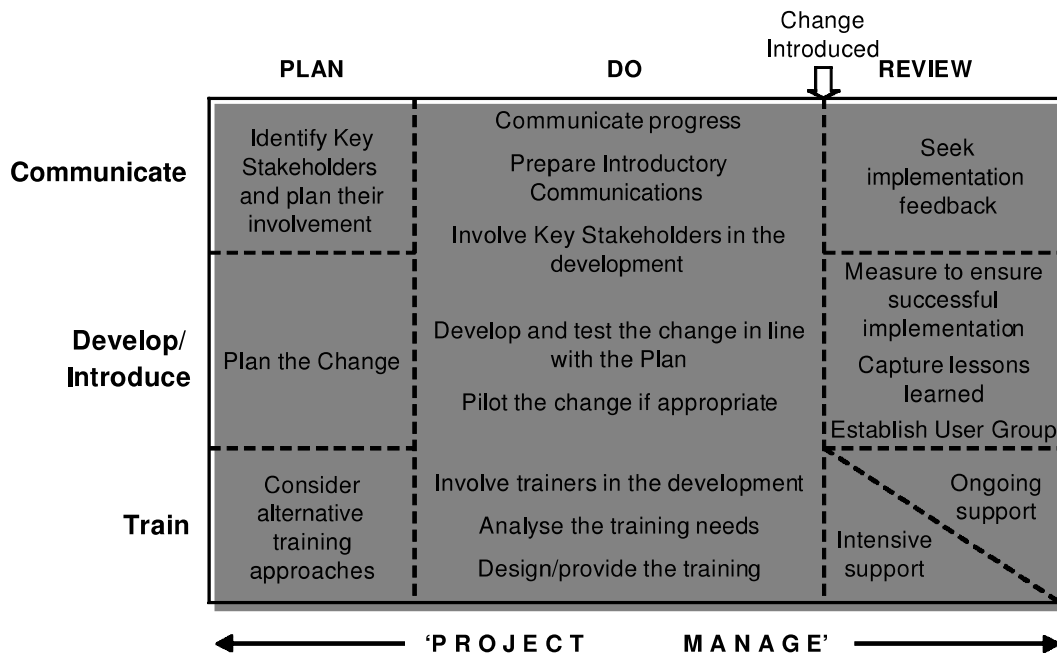 Change
Introduced
PLAN
DO
REVIEW
Communicate
Identify Key
Stakeholders
and plan their
involvement
Communicate progress
Prepare Introductory
Communications
Involve Key Stakeholders in the
development
Seek
implementation
feedback
Develop/
Introduce
Plan the Change
Develop and test the change in line
with the Plan
Pilot the change if appropriate
Measure to ensure
successful
implementation
Capture lessons
learned
Establish User Group
Train
Consider
alternative
training
approaches
Involve trainers in the development
Analyse the training needs
Design/provide the training
Intensive
support
Ongoing
support
‘PROJECT MANAGE’